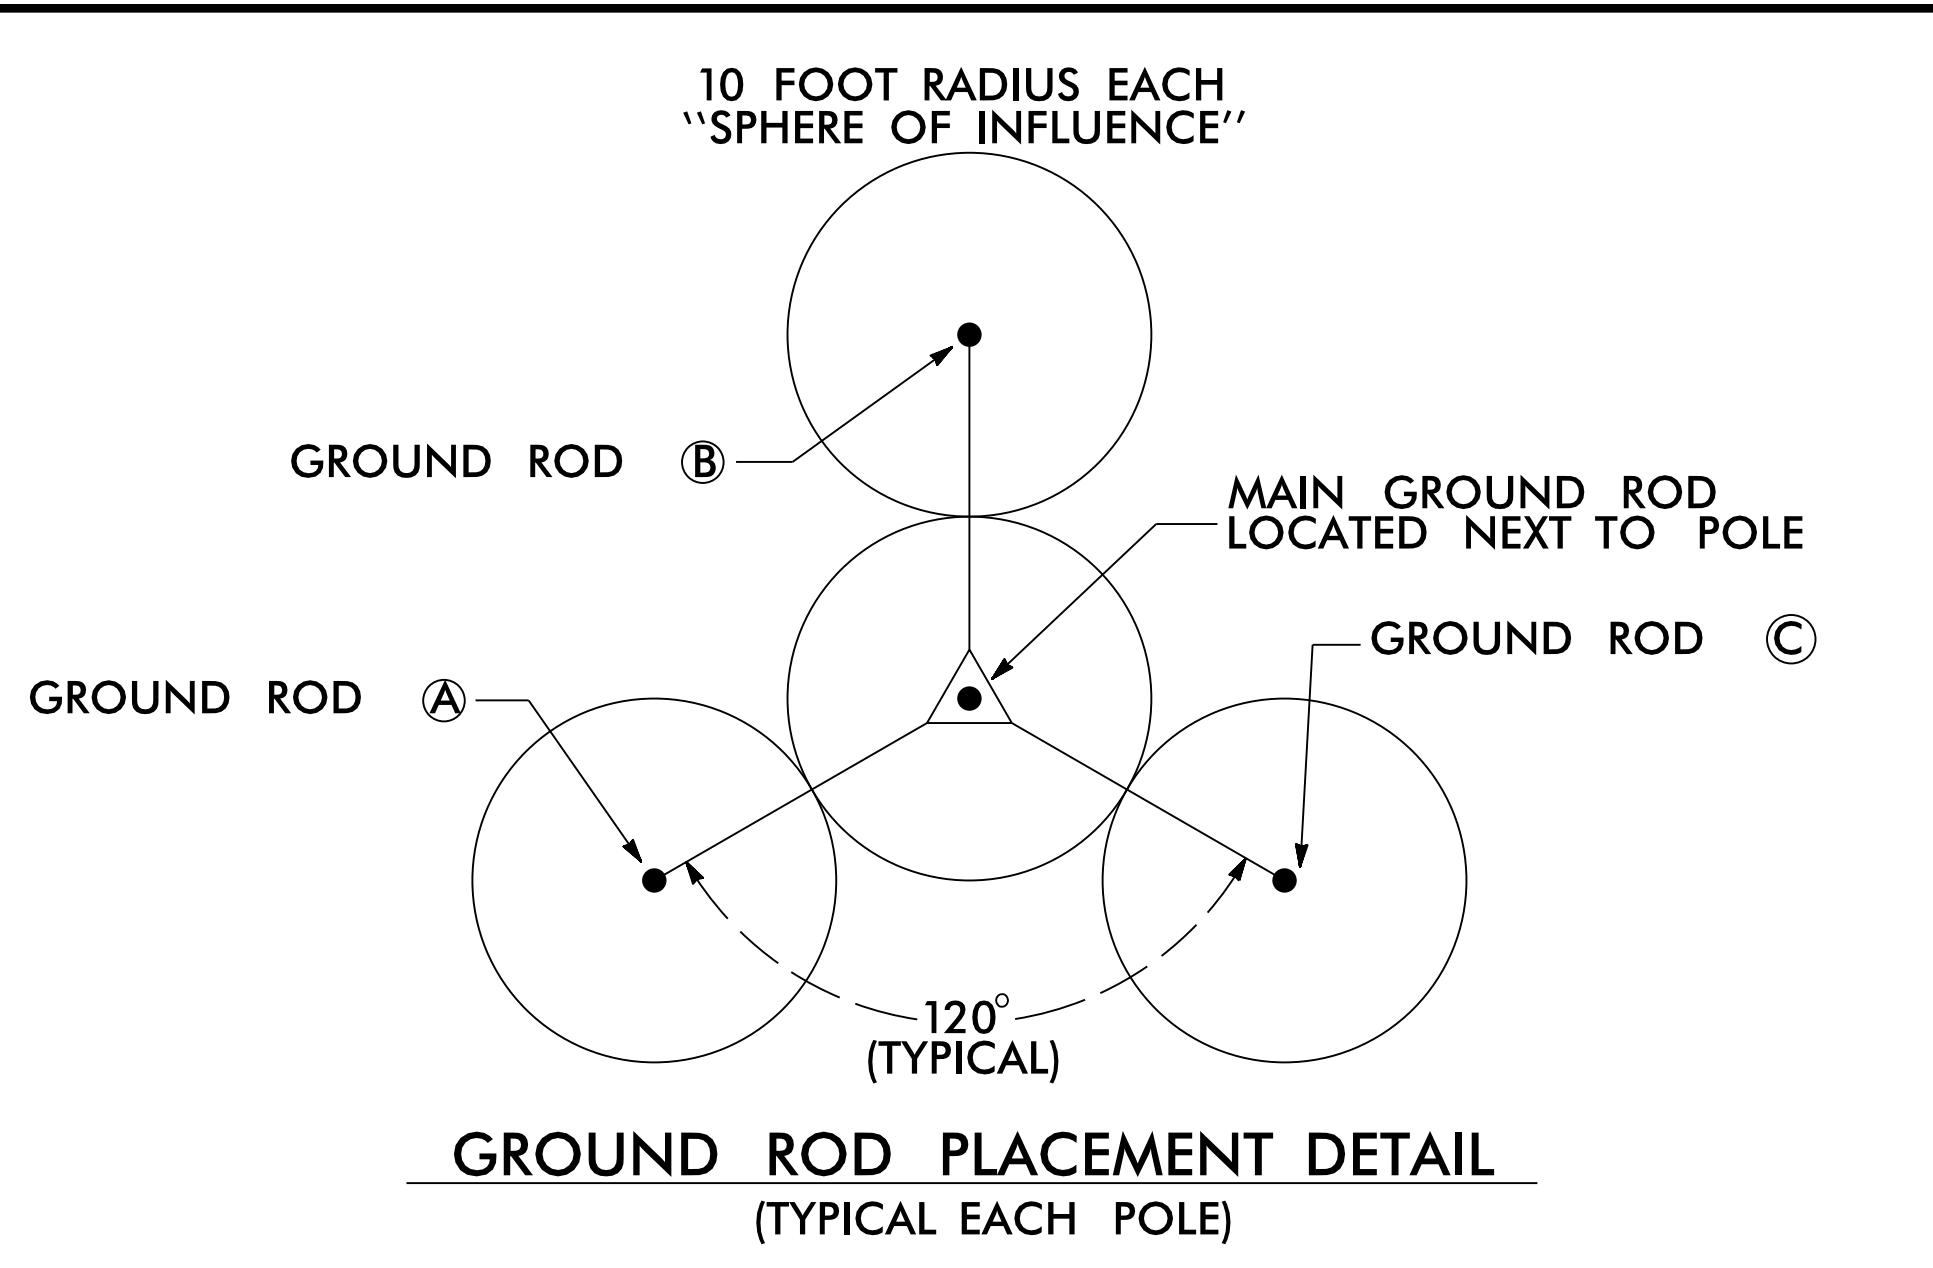 10 FOOT RADIUS EACH
''SPHERE OF INFLUENCE''
GROUND ROD B
MAIN GROUND ROD
LOCATED NEXT TO POLE
GROUND ROD C
GROUND ROD A
120°
(TYPICAL)
GROUND ROD PLACEMENT DETAIL
(TYPICAL EACH POLE)